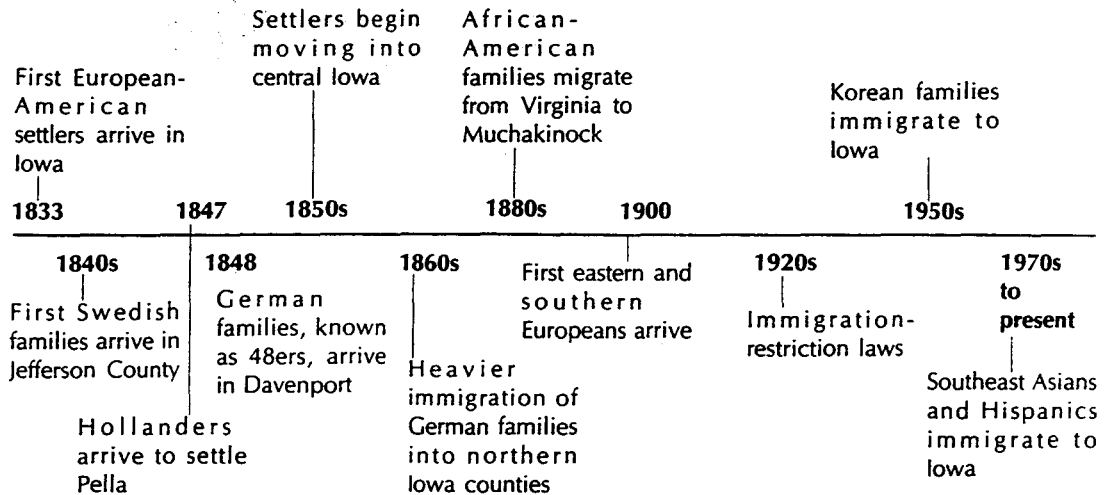 First European-
American
settlers arrive in
Iowa
1833
Settlers begin
moving into
central Iowa
1850s
African-
American
families migrate
from Virginia to
Muchakinock
1880s
Korean families
immigrate to
Iowa
1950s
1847
Hollanders
arrive to settle
Pella
1900
First eastern and
southern
Europeans arrive
1840s
First Swedish
families arrive in
Jefferson County
1848
German
families, known
as 48ers, arrive
in Davenport
1860s
Heavier
immigration of
German families
into northern
Iowa counties
1920s
Immigration-
restriction laws
1970s
to
present
Southeast Asians
and Hispanics
immigrate to
Iowa